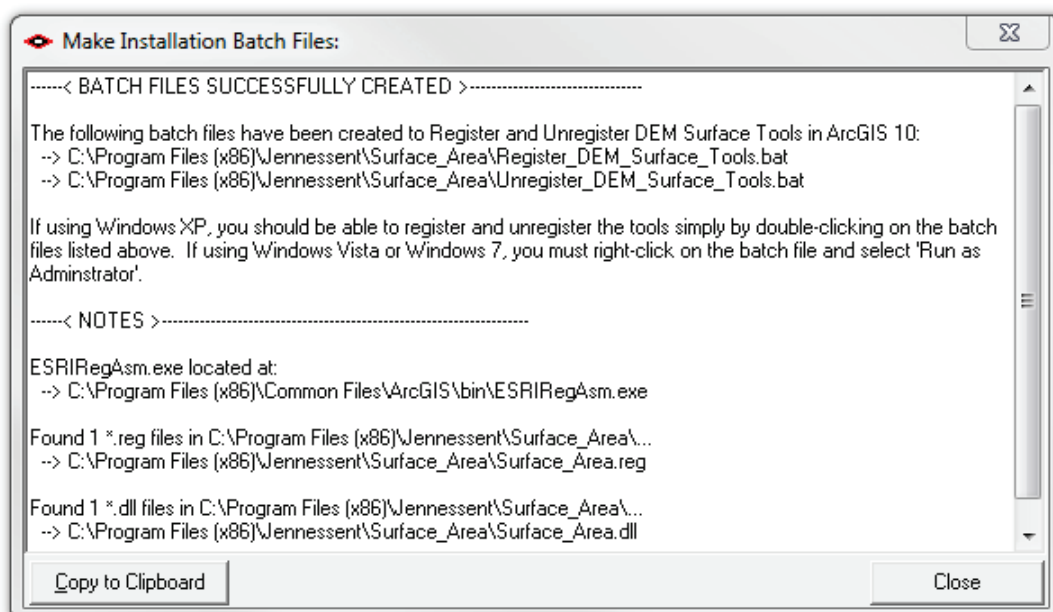 Make Installation Batch Files:
------< BATCH FILES SUCCESSFULLY CREATED >--------------------------------
The following batch files have been created to Register and Unregister DEM Surface Tools in ArcGIS 10:
--> C:\Program Files (x86)\Jennessent\Surface_Area\Register_DEM_Surface_Tools.bat
--> C:\Program Files (x86)\Jennessent\Surface_Area\Unregister_DEM_Surface_Tools.bat
If using Windows XP, you should be able to register and unregister the tools simply by double-clicking on the batch
files listed above.  If using Windows Vista or Windows 7, you must right-click on the batch file and select 'Run as
Adminstrator'.
------< NOTES >--------------------------------------------------------------------
ESRIRegAsm.exe located at:
--> C:\Program Files (x86)\Common Files\ArcGIS\bin\ESRIRegAsm.exe
Found 1 *.reg files in C:\Program Files (x86)\Jennessent\Surface_Area\...
--> C:\Program Files (x86)\Jennessent\Surface_Area\Surface_Area.reg
Found 1 *.dll files in C:\Program Files (x86)\Jennessent\Surface_Area\...
--> C:\Program Files (x86)\Jennessent\Surface_Area\Surface_Area.dll
Copy to Clipboard
Close